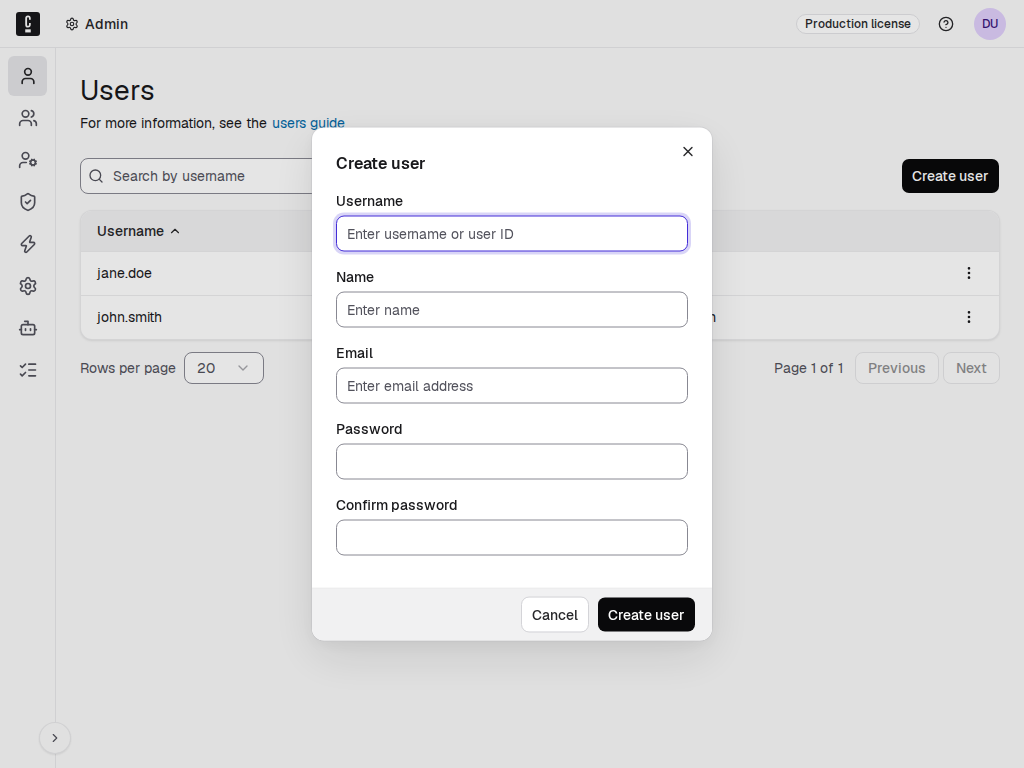 Admin
Production license
DU
Users
For more information, see the users guide
Search by username
Create user
Username
jane.doe
john.smith
Rows per page
20
Page 1 of 1
Previous
Next
Create user
Username
Enter username or user ID
Name
Enter name
Email
Enter email address
Password
Confirm password
Cancel
Create user